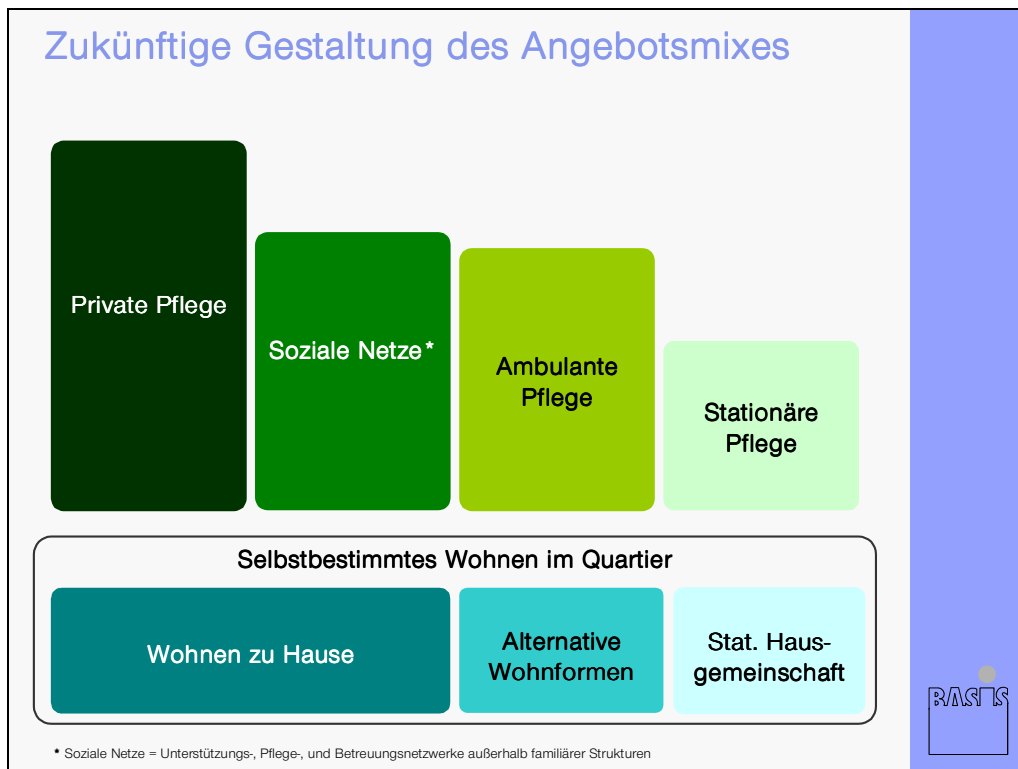 Zukünftige Gestaltung des Angebotsmixes
Private Pflege
Soziale Netze*
Ambulante
Pflege
Stationäre
Pflege
Selbstbestimmtes Wohnen im Quartier
Wohnen zu Hause
Alternative
Wohnformen
Stat. Haus-
gemeinschaft
BASIS
* Soziale Netze = Unterstützungs-, Pflege-, und Betreuungsnetzwerke außerhalb familiärer Strukturen